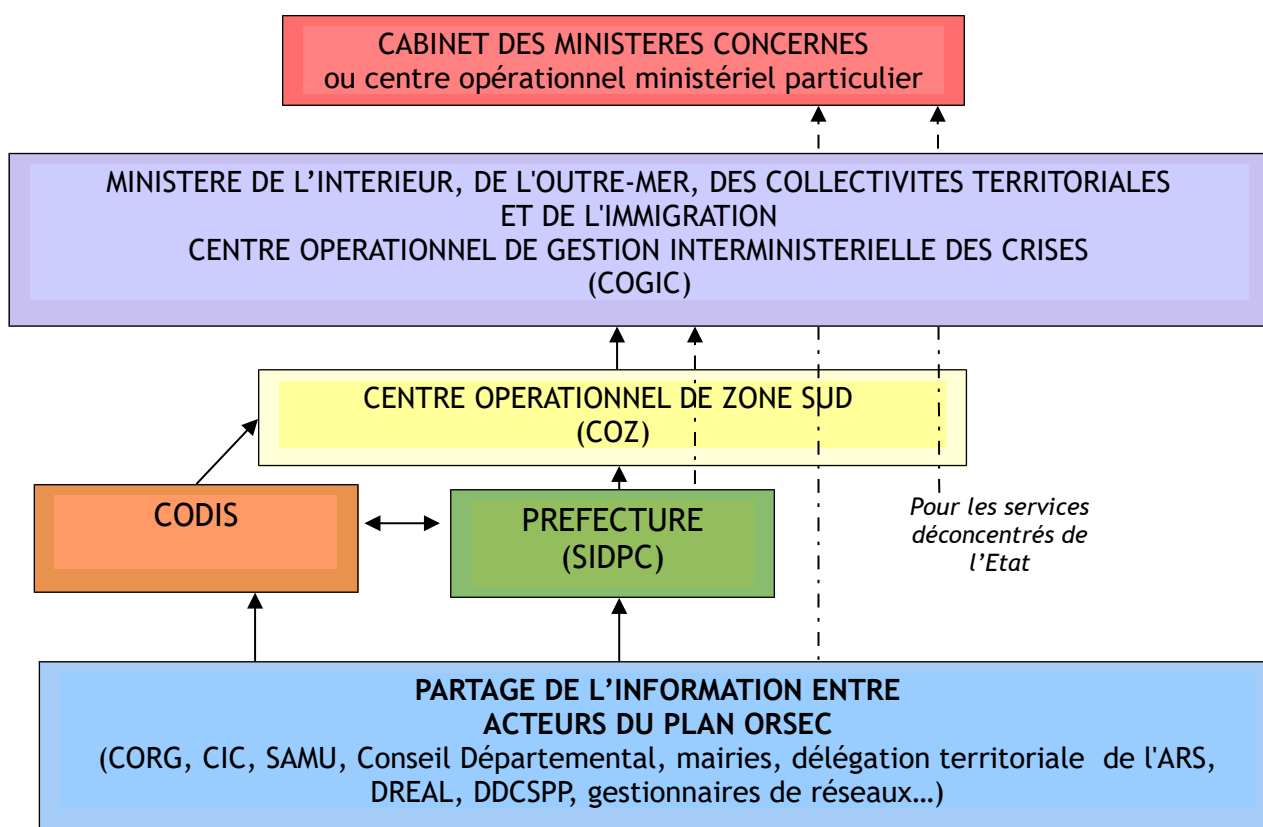 CABINET DES MINISTERES CONCERNES
ou centre opérationnel ministériel particulier
MINISTERE DE L’INTERIEUR, DE L'OUTRE-MER, DES COLLECTIVITES TERRITORIALES
ET DE L'IMMIGRATION
CENTRE OPERATIONNEL DE GESTION INTERMINISTERIELLE DES CRISES
(COGIC)
CENTRE OPERATIONNEL DE ZONE SUD
(COZ)
CODIS
PREFECTURE
(SIDPC)
Pour les services
déconcentrés de
l’Etat
PARTAGE DE L’INFORMATION ENTRE
ACTEURS DU PLAN ORSEC
(CORG, CIC, SAMU, Conseil Départemental, mairies, délégation territoriale de l'ARS,
DREAL, DDCSPP, gestionnaires de réseaux…)